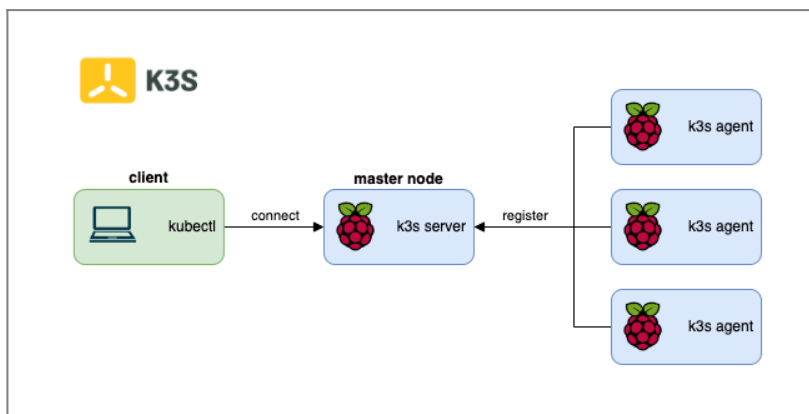 K3S
client
kubectl
connect
master node
k3s server
register
k3s agent
k3s agent
k3s agent